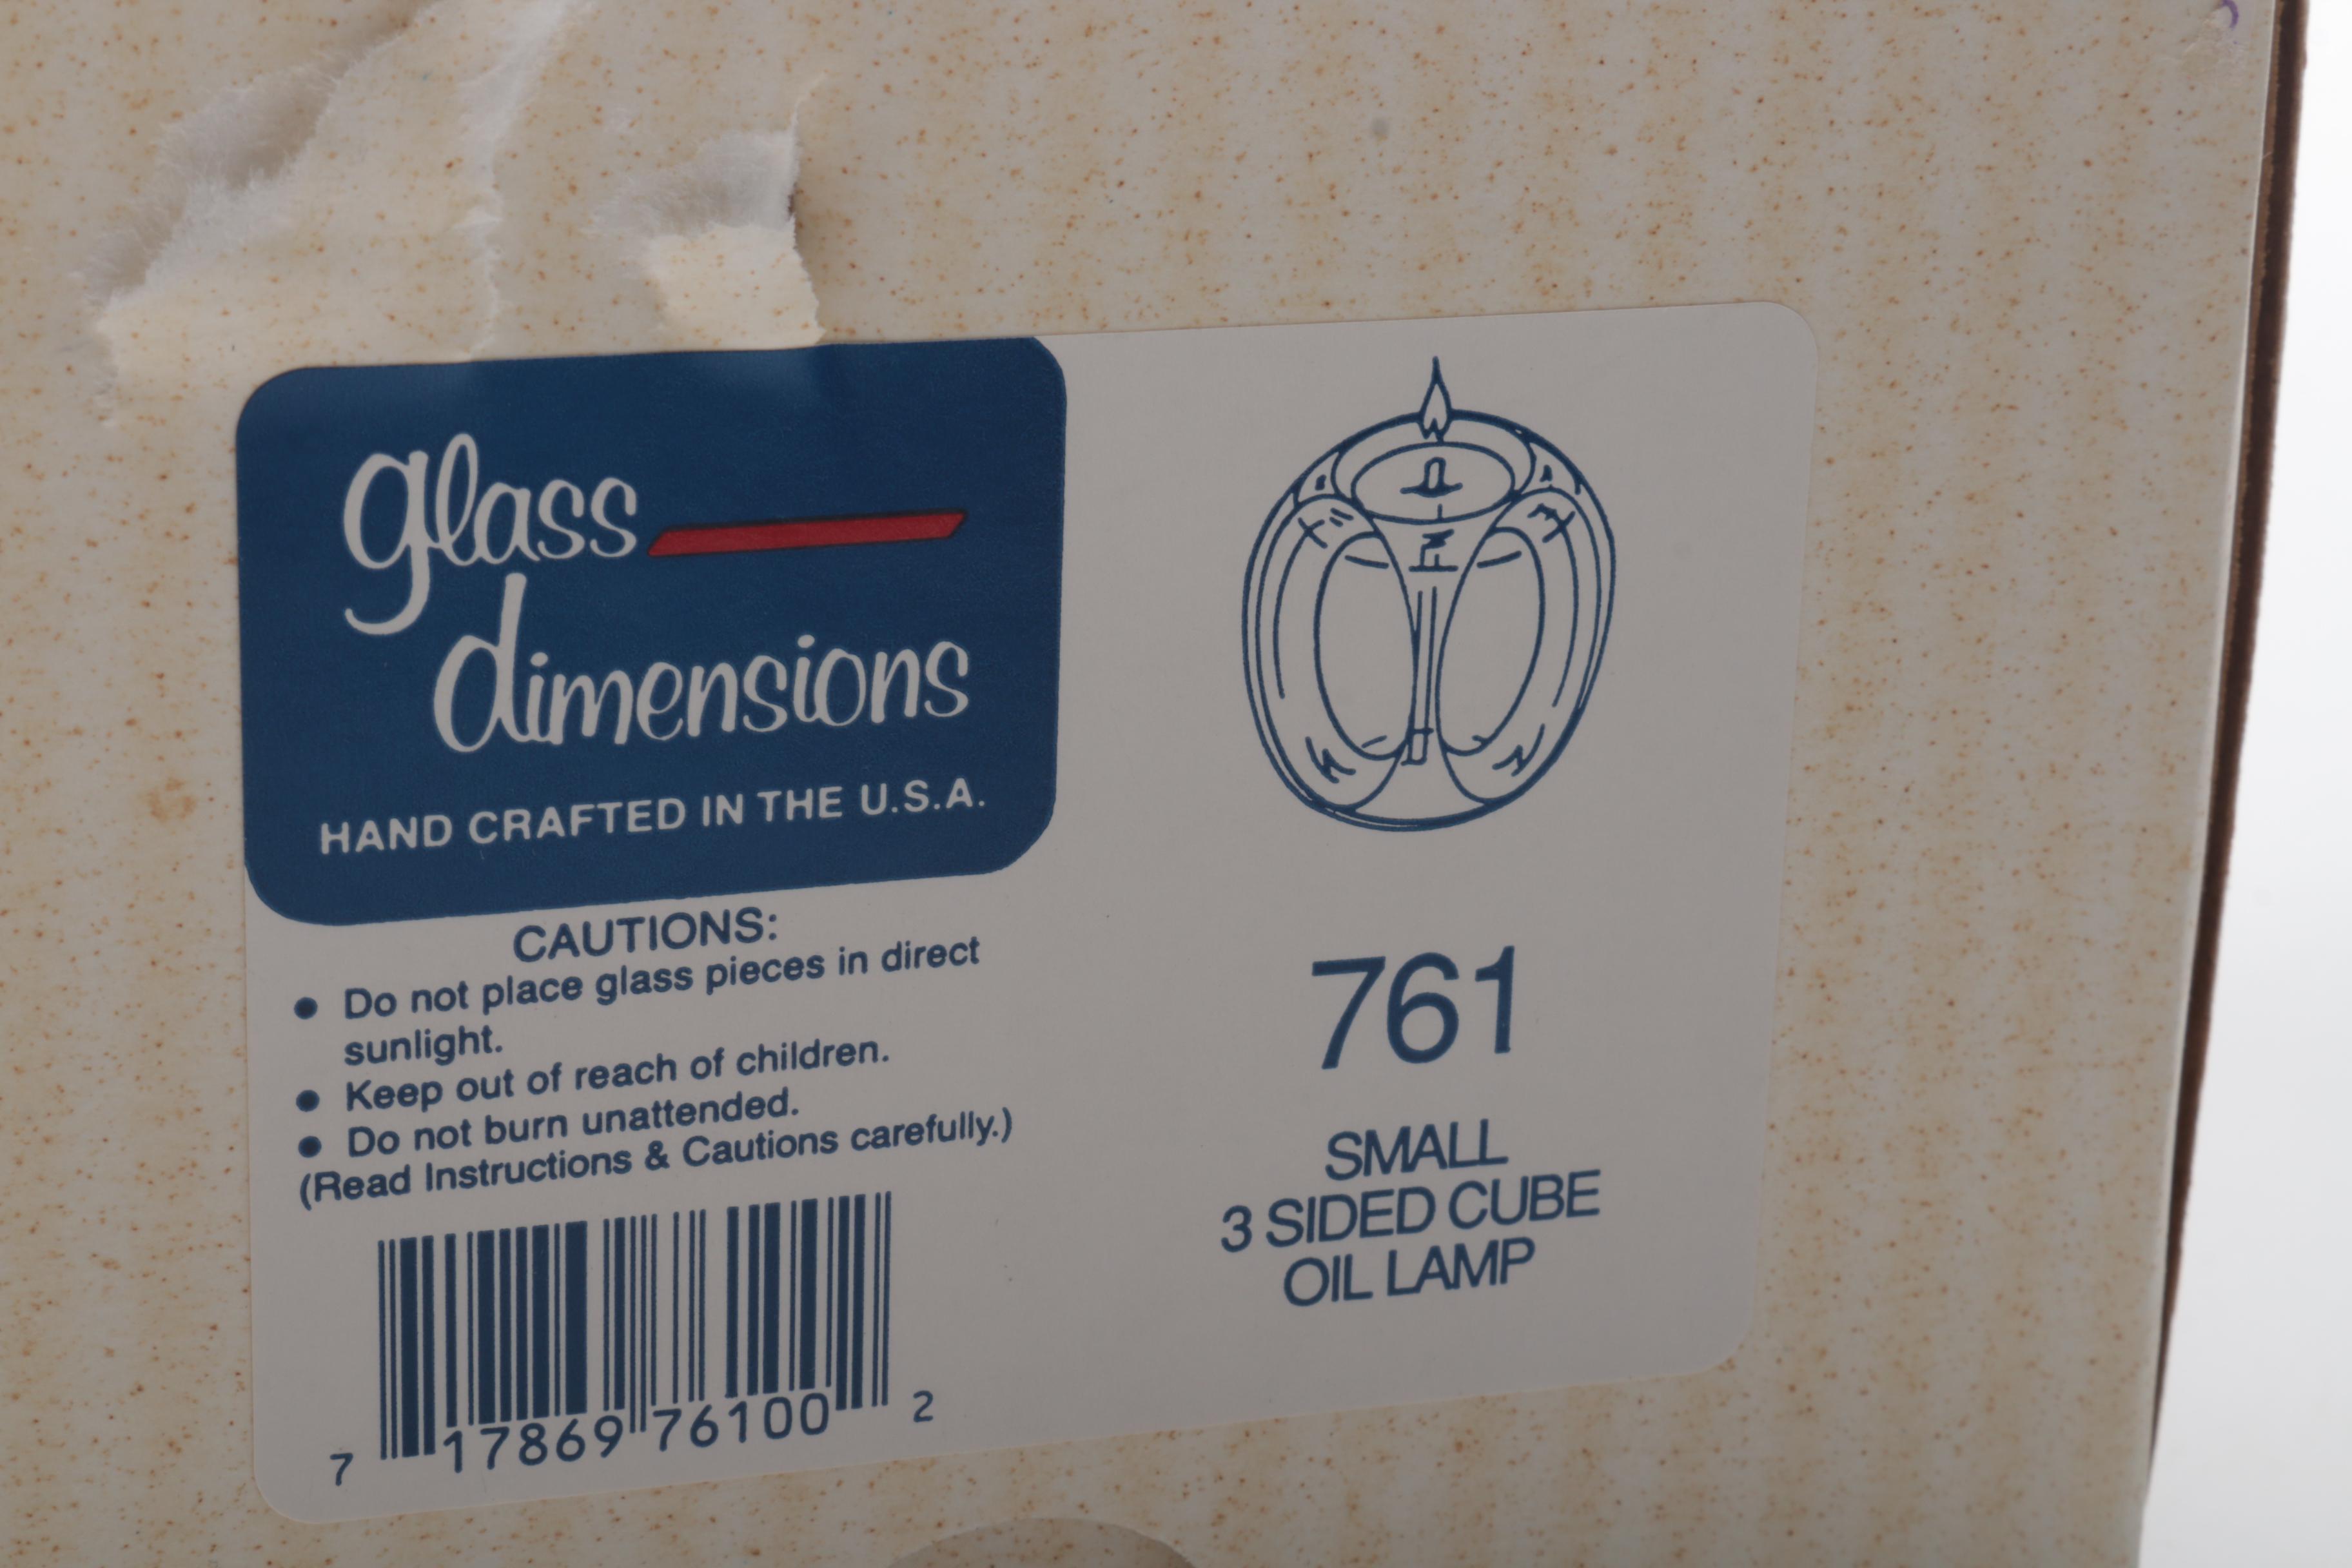 glass
dimensions
HAND CRAFTED IN THE U.S.A.
CAUTIONS:
• Do not place glass pieces in direct
sunlight.
• Keep out of reach of children.
• Do not burn unattended.
(Read Instructions & Cautions carefully.)
7 17869 76100 2
761
SMALL
3 SIDED CUBE
OIL LAMP